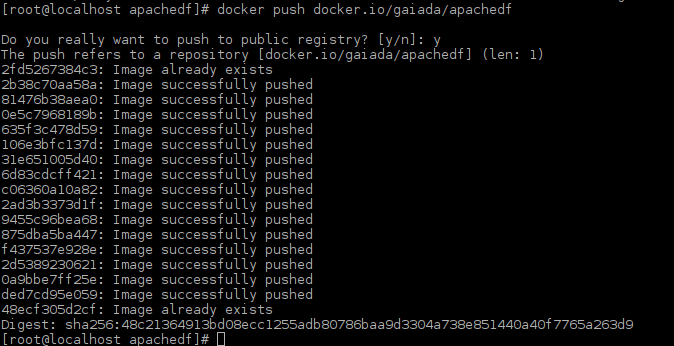 [root@localhost apachedf]# docker push docker.io/gaiada/apachedf
Do you really want to push to public registry? [y/n]: y
The push refers to a repository [docker.io/gaiada/apachedf] (len: 1)
2fd5267384c3: Image already exists
2b38c70aa58a: Image successfully pushed
81476b38aea0: Image successfully pushed
0e5c7968189b: Image successfully pushed
635f3c478d59: Image successfully pushed
106e3bfc137d: Image successfully pushed
31e651005d40: Image successfully pushed
6d83cdcff421: Image successfully pushed
c06360a10a82: Image successfully pushed
2ad3b3373d1f: Image successfully pushed
9455c96bea68: Image successfully pushed
875dba5ba447: Image successfully pushed
f437537e928e: Image successfully pushed
2d5389230621: Image successfully pushed
0a9bbe7ff25e: Image successfully pushed
ded7cd95e059: Image successfully pushed
48ecf305d2cf: Image already exists
Digest: sha256:48c21364913bd08ecc1255adb80786baa9d3304a738e851440a40f7765a263d9
[root@localhost apachedf]#